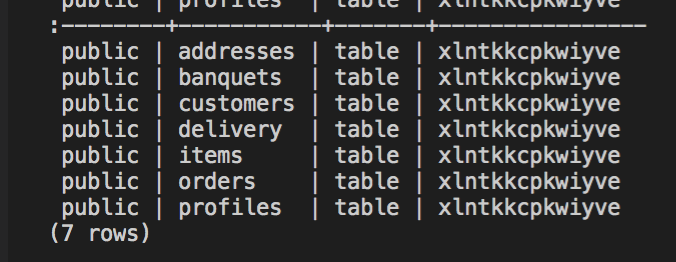 public | profiles | table | xlntkkcpkwiyve
:--------+-----------+-------+----------------
public | addresses | table | xlntkkcpkwiyve
public | banquets | table | xlntkkcpkwiyve
public | customers | table | xlntkkcpkwiyve
public | delivery | table | xlntkkcpkwiyve
public | items | table | xlntkkcpkwiyve
public | orders | table | xlntkkcpkwiyve
public | profiles | table | xlntkkcpkwiyve
(7 rows)